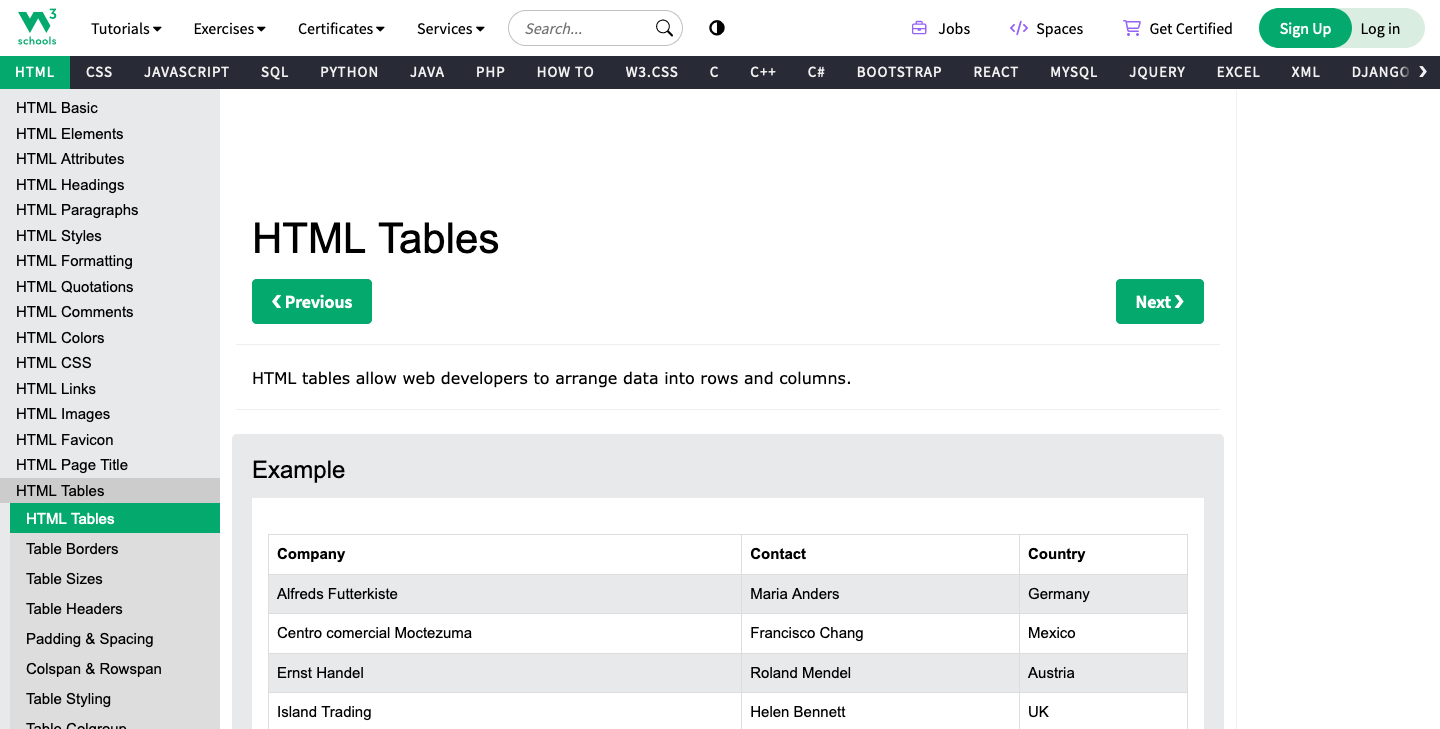 W3 schools
Tutorials Exercises Certificates Services Search... Jobs Spaces Get Certified Sign Up Log in
HTML CSS JAVASCRIPT SQL PYTHON JAVA PHP HOW TO W3.CSS C C++ C# BOOTSTRAP REACT MYSQL JQUERY EXCEL XML DJANGO ❯
HTML Basic
HTML Elements
HTML Attributes
HTML Headings
HTML Paragraphs
HTML Styles
HTML Formatting
HTML Quotations
HTML Comments
HTML Colors
HTML CSS
HTML Links
HTML Images
HTML Favicon
HTML Page Title
HTML Tables
HTML Tables
Table Borders
Table Sizes
Table Headers
Padding & Spacing
Colspan & Rowspan
Table Styling
Table Colgroup
HTML Tables
❮ Previous Next ❯
HTML tables allow web developers to arrange data into rows and columns.
Example
Company Contact Country
Alfreds Futterkiste Maria Anders Germany
Centro comercial Moctezuma Francisco Chang Mexico
Ernst Handel Roland Mendel Austria
Island Trading Helen Bennett UK